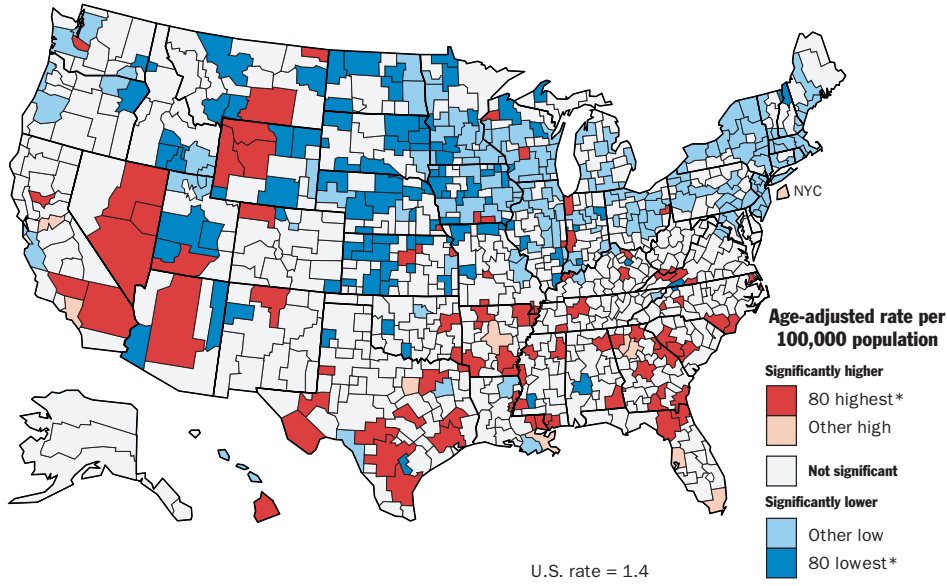 NYC
Age-adjusted rate per
100,000 population
Significantly higher
80 highest*
Other high
Not significant
Significantly lower
Other low
80 lowest*
U.S. rate = 1.4